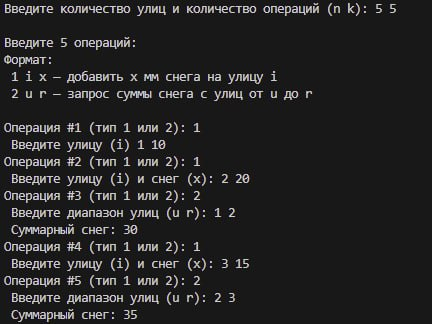 Введите количество улиц и количество операций (n k): 5 5
Введите 5 операций:
Формат:
1 i x — добавить x мм снега на улицу i
2 u r — запрос суммы снега с улиц от u до r
Операция #1 (тип 1 или 2): 1
Введите улицу (i) 1 10
Операция #2 (тип 1 или 2): 1
Введите улицу (i) и снег (x): 2 20
Операция #3 (тип 1 или 2): 2
Введите диапазон улиц (u r): 1 2
Суммарный снег: 30
Операция #4 (тип 1 или 2): 1
Введите улицу (i) и снег (x): 3 15
Операция #5 (тип 1 или 2): 2
Введите диапазон улиц (u r): 2 3
Суммарный снег: 35